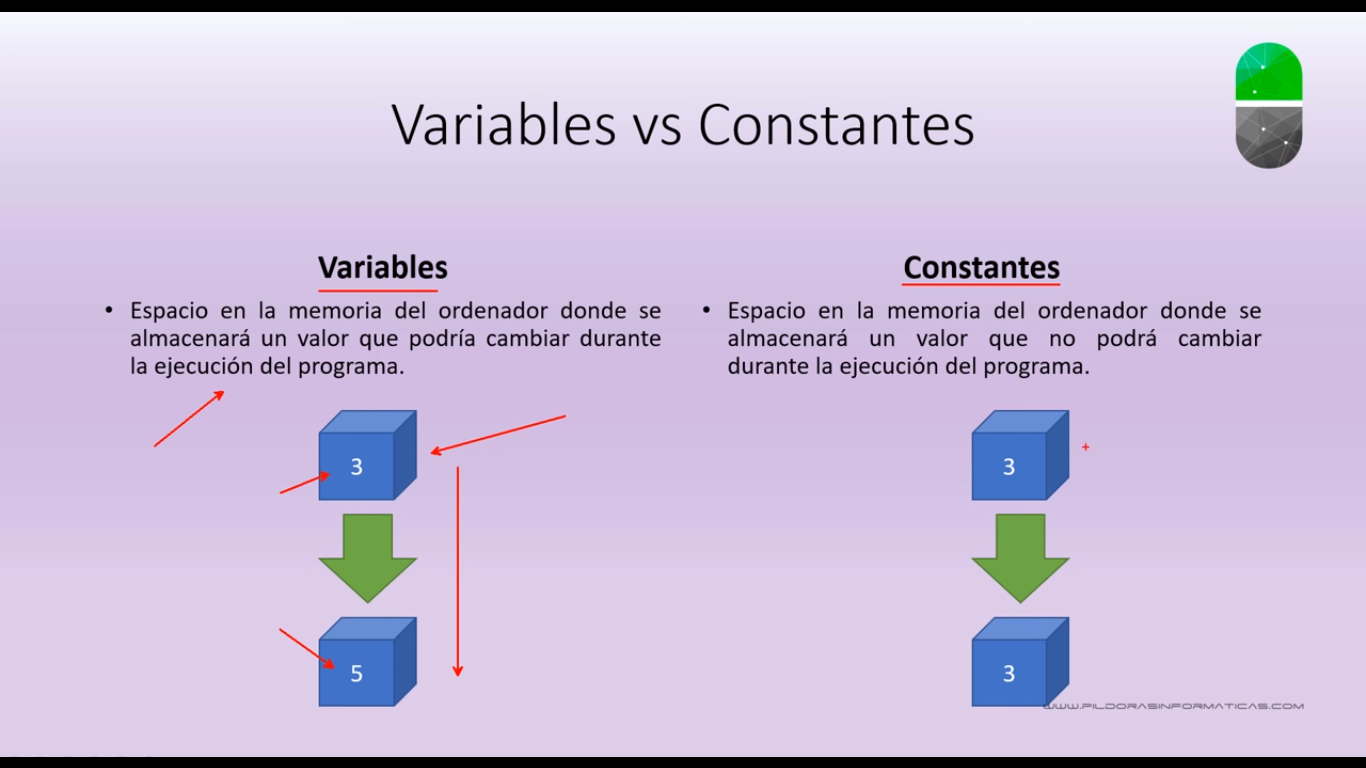 Variables vs Constantes
Variables
• Espacio en la memoria del ordenador donde se
almacenará un valor que podría cambiar durante
la ejecución del programa.
3
5
Constantes
• Espacio en la memoria del ordenador donde se
almacenará un valor que no podrá cambiar
durante la ejecución del programa.
3
3
WWW.PILDORASINFORMATICAS.COM